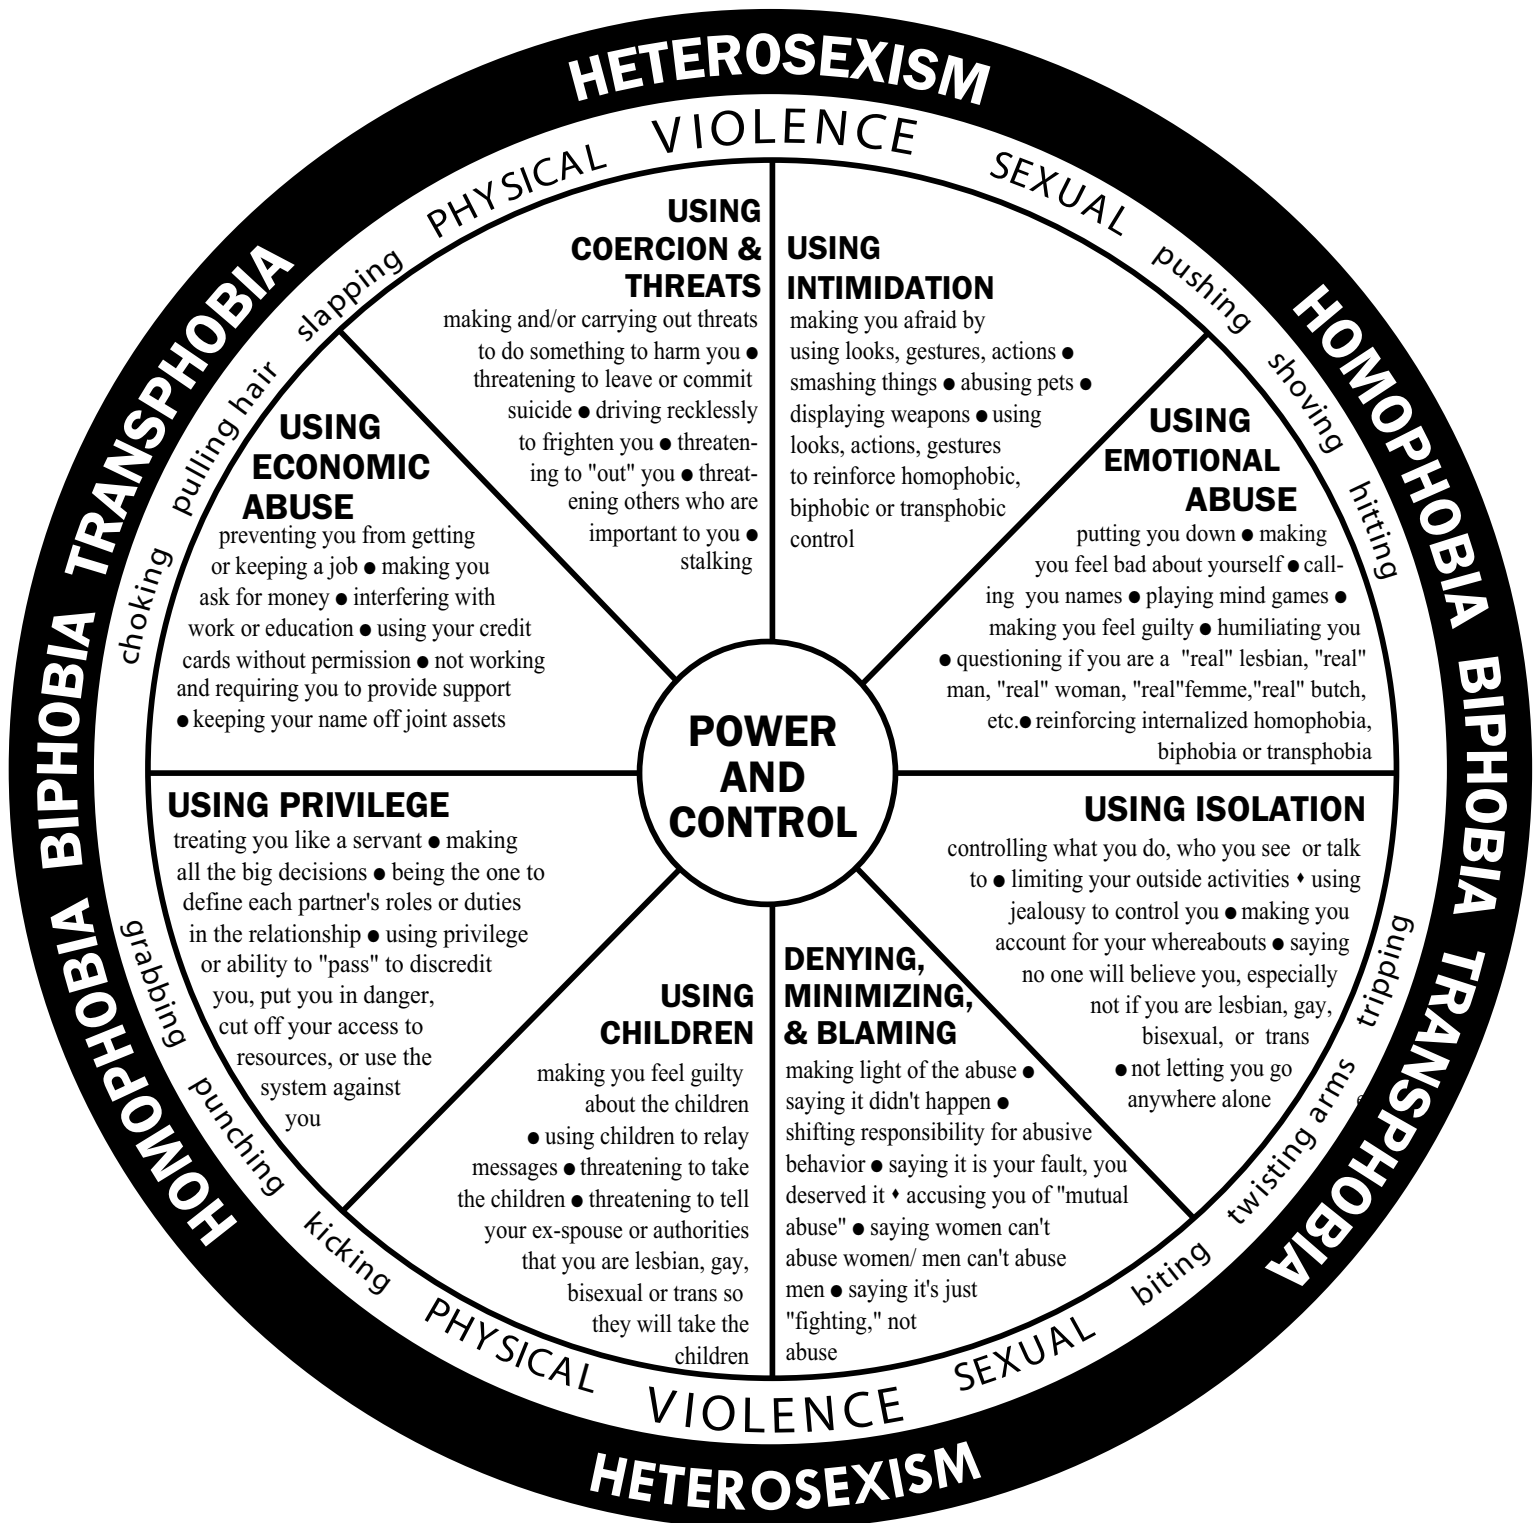 HETEROSEXISM
HOMOPHOBIA
BIPHOBIA
TRANSPHOBIA
HETEROSEXISM
HOMOPHOBIA
BIPHOBIA
TRANSPHOBIA
VIOLENCE
SEXUAL
pushing
shoving
hitting
tripping
twisting arms
biting
SEXUAL
VIOLENCE
PHYSICAL
kicking
punching
grabbing
choking
pulling hair
slapping
PHYSICAL
USING
COERCION &
THREATS
making and/or carrying out threats
to do something to harm you ●
threatening to leave or commit
suicide ● driving recklessly
to frighten you ● threaten-
ing to "out" you ● threat-
ening others who are
important to you ●
stalking
USING
INTIMIDATION
making you afraid by
using looks, gestures, actions ●
smashing things ● abusing pets ●
displaying weapons ● using
looks, actions, gestures
to reinforce homophobic,
biphobic or transphobic
control
USING
EMOTIONAL
ABUSE
putting you down ● making
you feel bad about yourself ● call-
ing you names ● playing mind games ●
making you feel guilty ● humiliating you
● questioning if you are a "real" lesbian, "real"
man, "real" woman, "real"femme,"real" butch,
etc.● reinforcing internalized homophobia,
biphobia or transphobia
USING ISOLATION
controlling what you do, who you see or talk
to ● limiting your outside activities ♦ using
jealousy to control you ● making you
account for your whereabouts ● saying
no one will believe you, especially
not if you are lesbian, gay,
bisexual, or trans
● not letting you go
anywhere alone
DENYING,
MINIMIZING,
& BLAMING
making light of the abuse ●
saying it didn't happen ●
shifting responsibility for abusive
behavior ● saying it is your fault, you
deserved it ♦ accusing you of "mutual
abuse" ● saying women can't
abuse women/ men can't abuse
men ● saying it's just
"fighting," not
abuse
USING
CHILDREN
making you feel guilty
about the children
● using children to relay
messages ● threatening to take
the children ● threatening to tell
your ex-spouse or authorities
that you are lesbian, gay,
bisexual or trans so
they will take the
children
USING PRIVILEGE
treating you like a servant ● making
all the big decisions ● being the one to
define each partner's roles or duties
in the relationship ● using privilege
or ability to "pass" to discredit
you, put you in danger,
cut off your access to
resources, or use the
system against
you
USING
ECONOMIC
ABUSE
preventing you from getting
or keeping a job ● making you
ask for money ● interfering with
work or education ● using your credit
cards without permission ● not working
and requiring you to provide support
● keeping your name off joint assets
POWER
AND
CONTROL